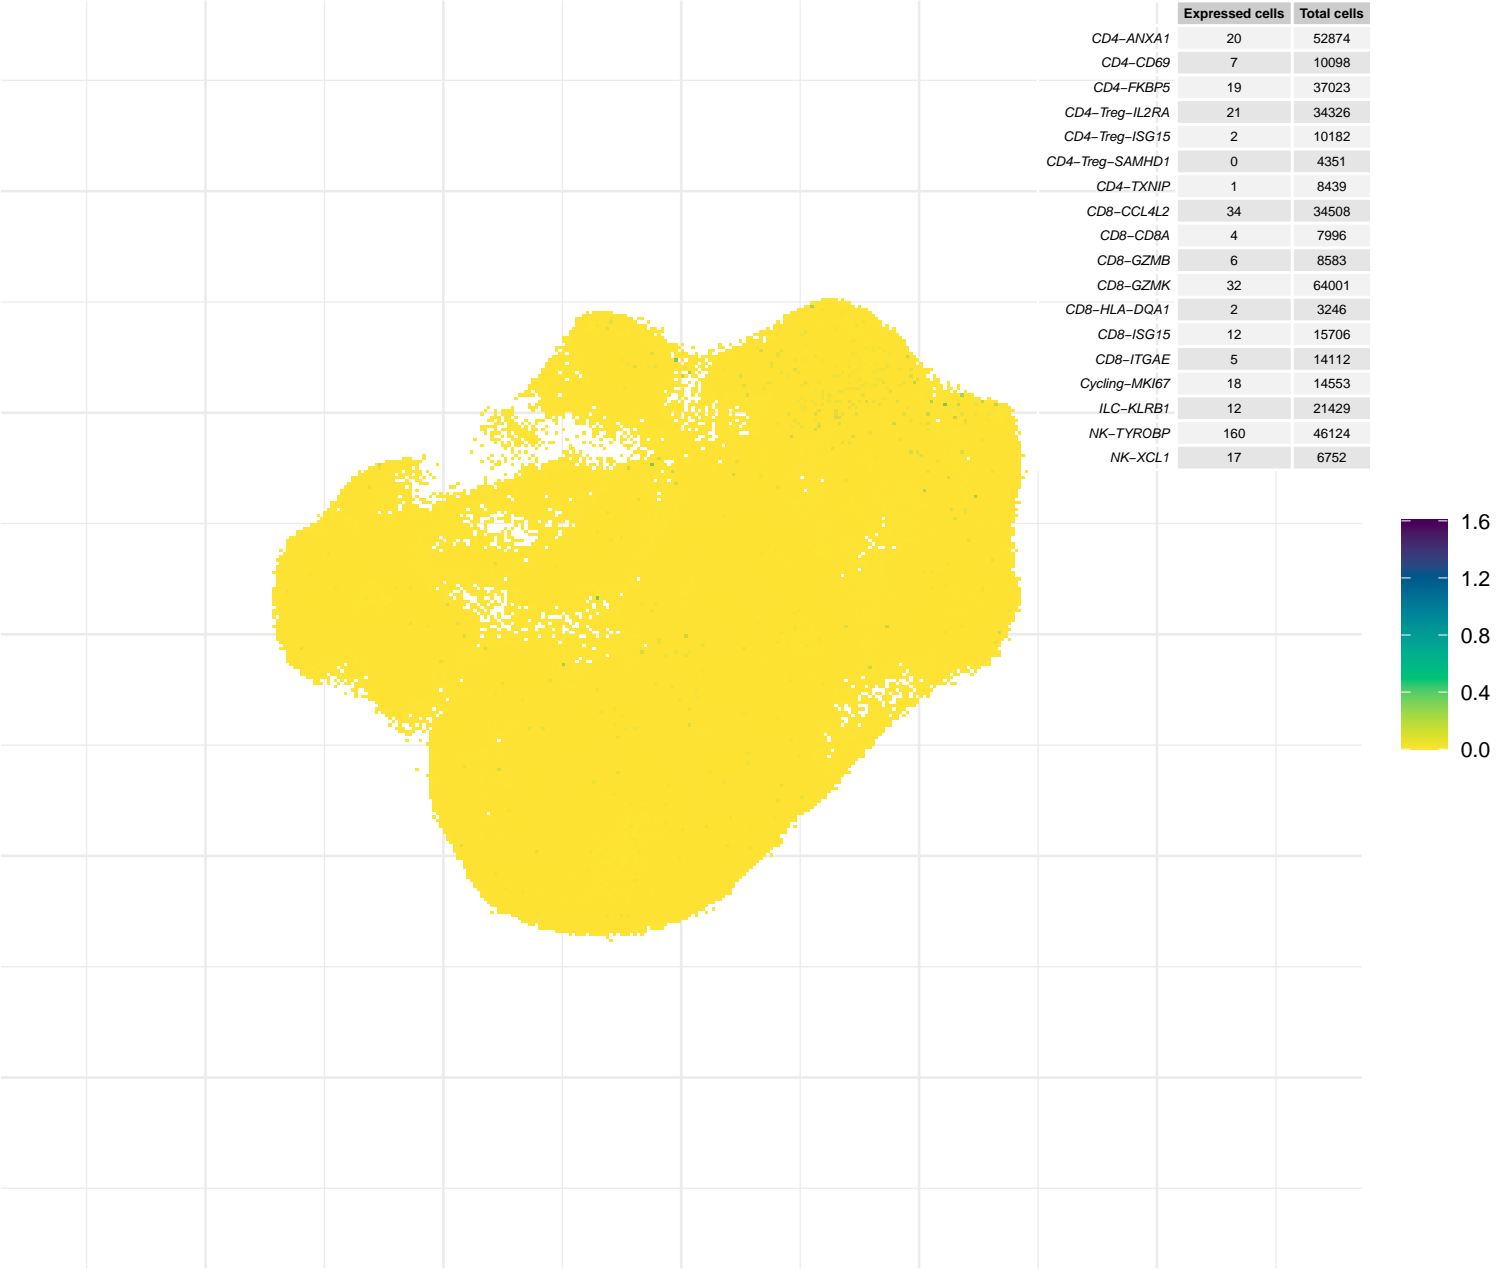 Expressed cells Total cells
CD4−ANXA1 20 52874
CD4−CD69 7 10098
CD4−FKBP5 19 37023
CD4−Treg−IL2RA 21 34326
CD4−Treg−ISG15 2 10182
CD4−Treg−SAMHD1 0 4351
CD4−TXNIP 1 8439
CD8−CCL4L2 34 34508
CD8−CD8A 4 7996
CD8−GZMB 6 8583
CD8−GZMK 32 64001
CD8−HLA−DQA1 2 3246
CD8−ISG15 12 15706
CD8−ITGAE 5 14112
Cycling−MKI67 18 14553
ILC−KLRB1 12 21429
NK−TYROBP 160 46124
NK−XCL1 17 6752
1.6
1.2
0.8
0.4
0.0